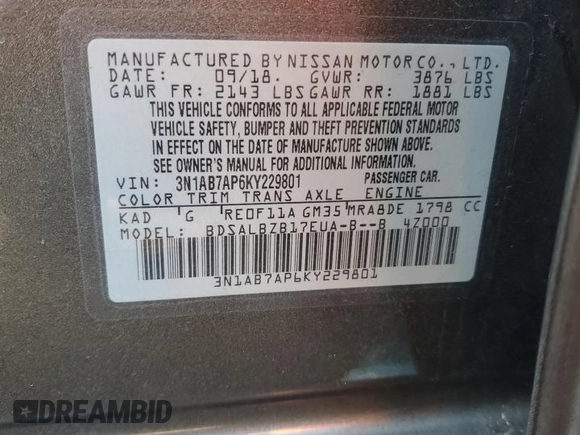 MANUFACTURED BY NISSAN MOTOR CO., LTD.
DATE: 09/18. GVWR: 3876 LBS
GAWR FR: 2143 LBS GAWR RR: 1881 LBS
THIS VEHICLE CONFORMS TO ALL APPLICABLE FEDERAL MOTOR
VEHICLE SAFETY, BUMPER AND THEFT PREVENTION STANDARDS
IN EFFECT ON THE DATE OF MANUFACTURE SHOWN ABOVE.
SEE OWNER'S MANUAL FOR ADDITIONAL INFORMATION.
VIN: 3N1AB7AP6KY229801 PASSENGER CAR.
COLOR TRIM TRANS AXLE ENGINE
KAD G RE0F11A GM35 MRA8DE 1798 CC
MODEL: BDSALBZB17EUA-B--B 4Z000
3N1AB7AP6KY229801
DREAMBID